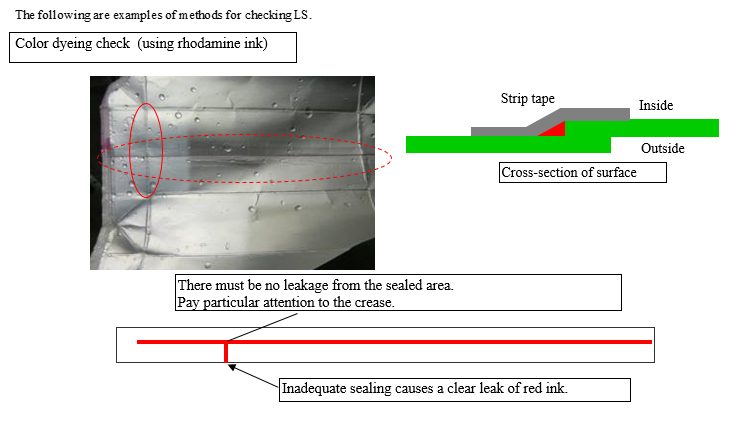 The following are examples of methods for checking LS.
Color dyeing check (using rhodamine ink)
Strip tape
Inside
Outside
Cross-section of surface
There must be no leakage from the sealed area.
Pay particular attention to the crease.
Inadequate sealing causes a clear leak of red ink.